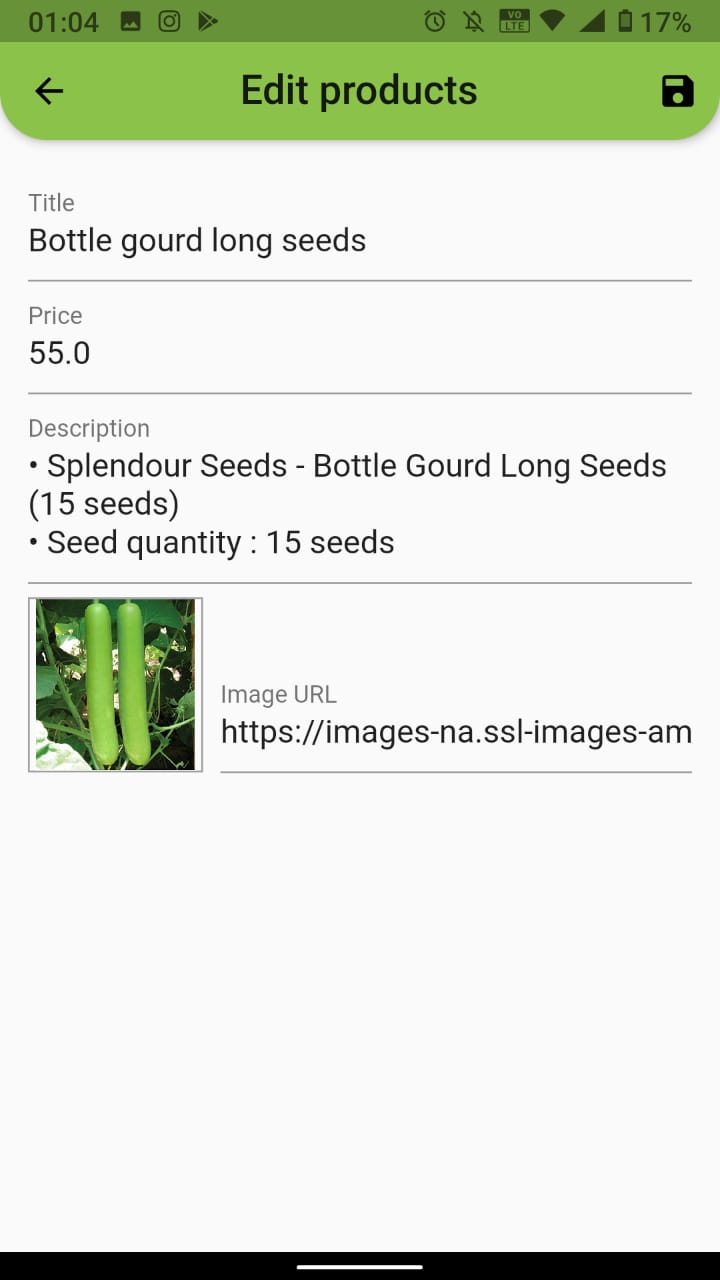 01:04 VO LTE 17%
Edit products
Title
Bottle gourd long seeds
Price
55.0
Description
• Splendour Seeds - Bottle Gourd Long Seeds
(15 seeds)
• Seed quantity : 15 seeds
Image URL
https://images-na.ssl-images-am